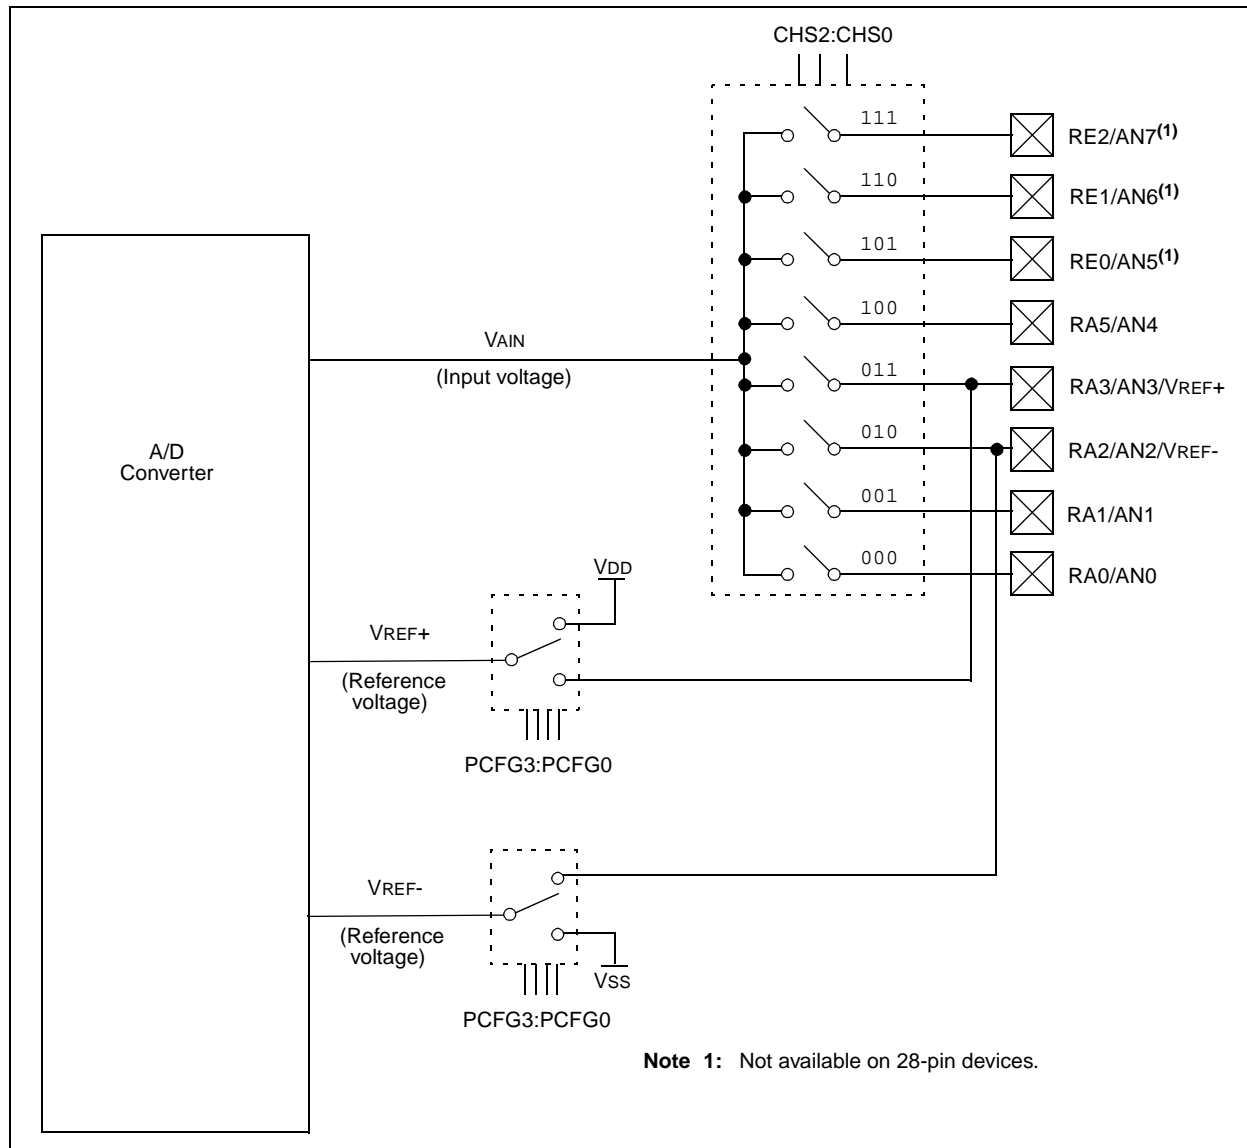 CHS2:CHS0
111
RE2/AN7(1)
110
RE1/AN6(1)
101
RE0/AN5(1)
100
RA5/AN4
VAIN
(Input voltage)
011
RA3/AN3/VREF+
010
RA2/AN2/VREF-
A/D
Converter
001
RA1/AN1
000
RA0/AN0
VDD
VREF+
(Reference
voltage)
PCFG3:PCFG0
VREF-
(Reference
voltage)
VSS
PCFG3:PCFG0
Note 1: Not available on 28-pin devices.